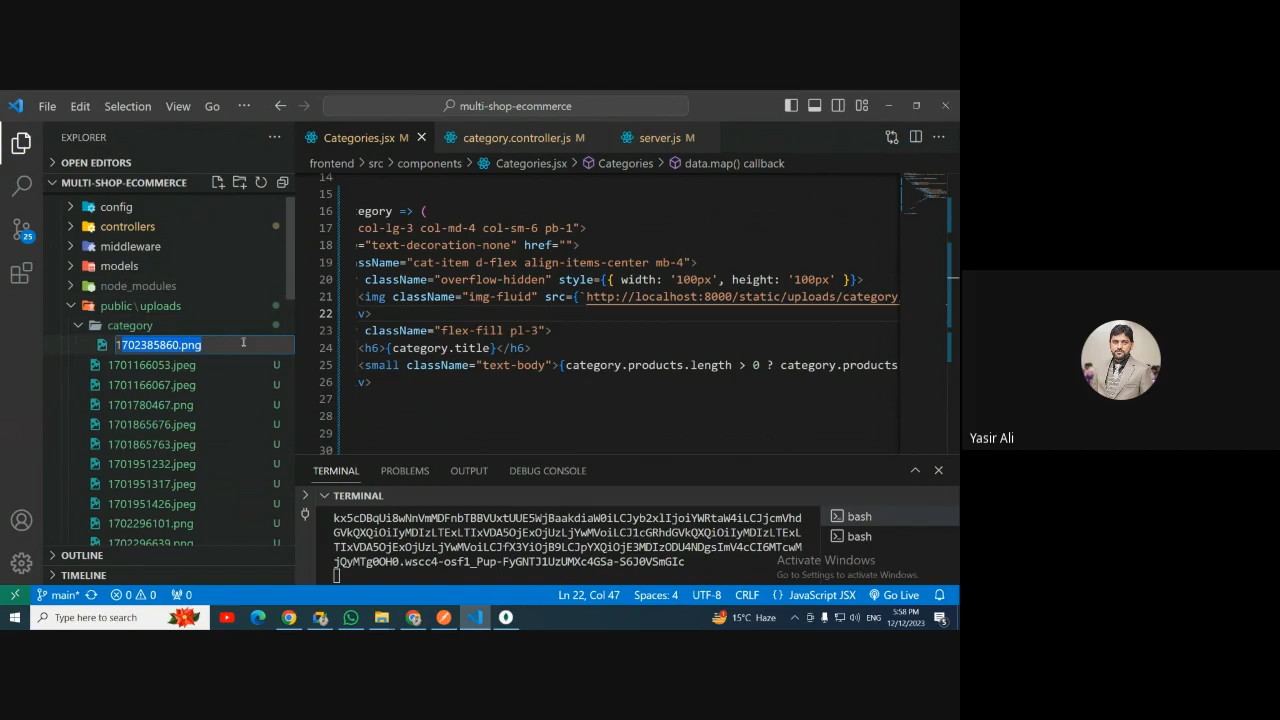 File Edit Selection View Go ··· multi-shop-ecommerce
EXPLORER
Categories.jsx M
category.controller.js M
server.js M
OPEN EDITORS
frontend > src > components > Categories.jsx > Categories > data.map() callback
MULTI-SHOP-ECOMMERCE
config
controllers
middleware
models
node_modules
public\uploads
category
1702385860.png
1701166053.jpeg U
1701166067.jpeg U
1701780467.png U
1701865676.jpeg U
1701865763.jpeg U
1701951232.jpeg U
1701951317.jpeg U
1701951426.jpeg U
1702296101.png U
1702296639.png
OUTLINE
TIMELINE
14
15
16 egory => (
17 col-lg-3 col-md-4 col-sm-6 pb-1">
18 ="text-decoration-none" href="">
19 ssName="cat-item d-flex align-items-center mb-4">
20 className="overflow-hidden" style={{ width: '100px', height: '100px' }}>
21 <img className="img-fluid" src={`http://localhost:8000/static/uploads/category
22 v>
23 className="flex-fill pl-3">
24 <h6>{category.title}</h6>
25 <small className="text-body">{category.products.length > 0 ? category.products
26 v>
27
28
29
30
TERMINAL PROBLEMS OUTPUT DEBUG CONSOLE
TERMINAL
bash
bash
Activate Windows
Go to Settings to activate Windows.
25
main* 0 0 0 Ln 22, Col 47 Spaces: 4 UTF-8 CRLF {} JavaScript JSX Go Live
Type here to search
15°C Haze
ENG
5:58 PM
12/12/2023
5
Yasir Ali